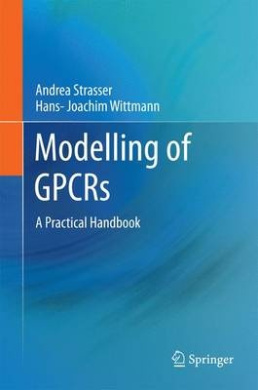 Andrea Strasser
Hans- Joachim Wittmann
Modelling of
GPCRs
A Practical Handbook
Springer